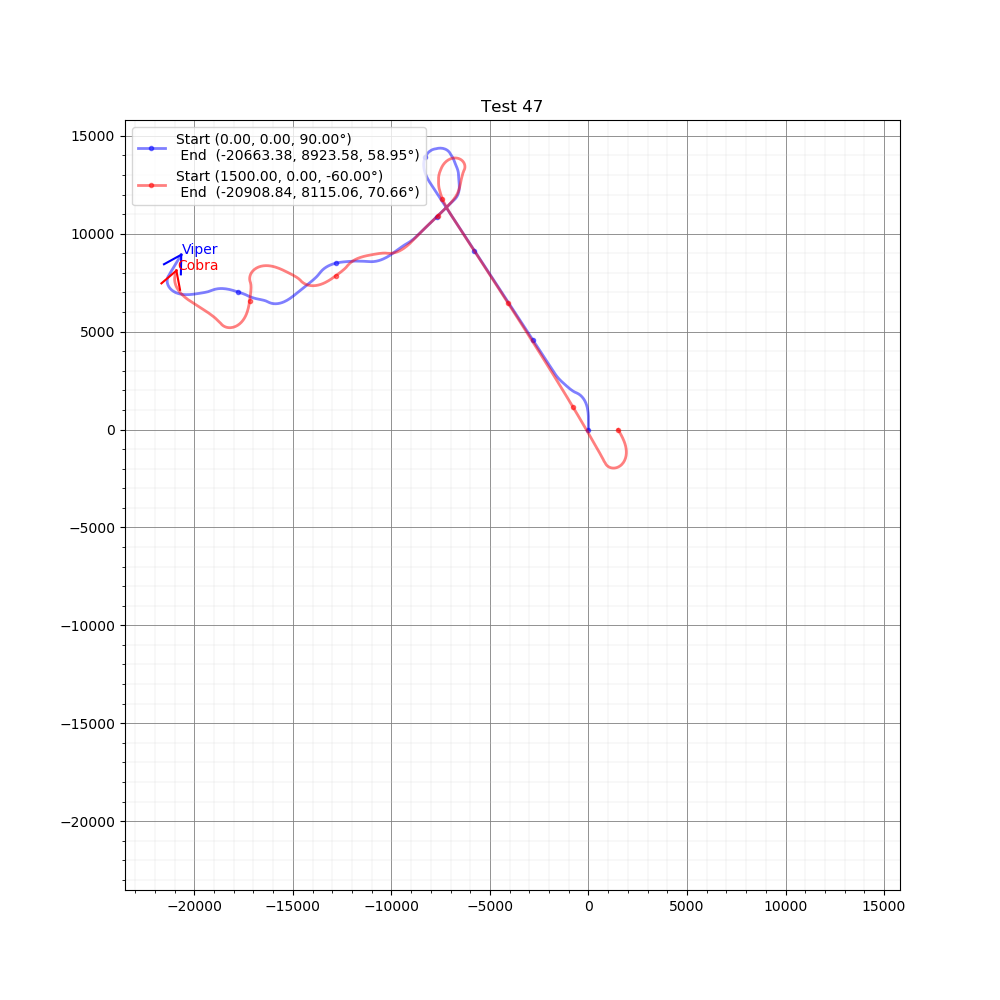 Test 47
Start (0.00, 0.00, 90.00°)
End (-20663.38, 8923.58, 58.95°)
Start (1500.00, 0.00, -60.00°)
End (-20908.84, 8115.06, 70.66°)
Viper
Cobra
15000
10000
5000
0
−5000
−10000
−15000
−20000
−20000 −15000 −10000 −5000 0 5000 10000 15000